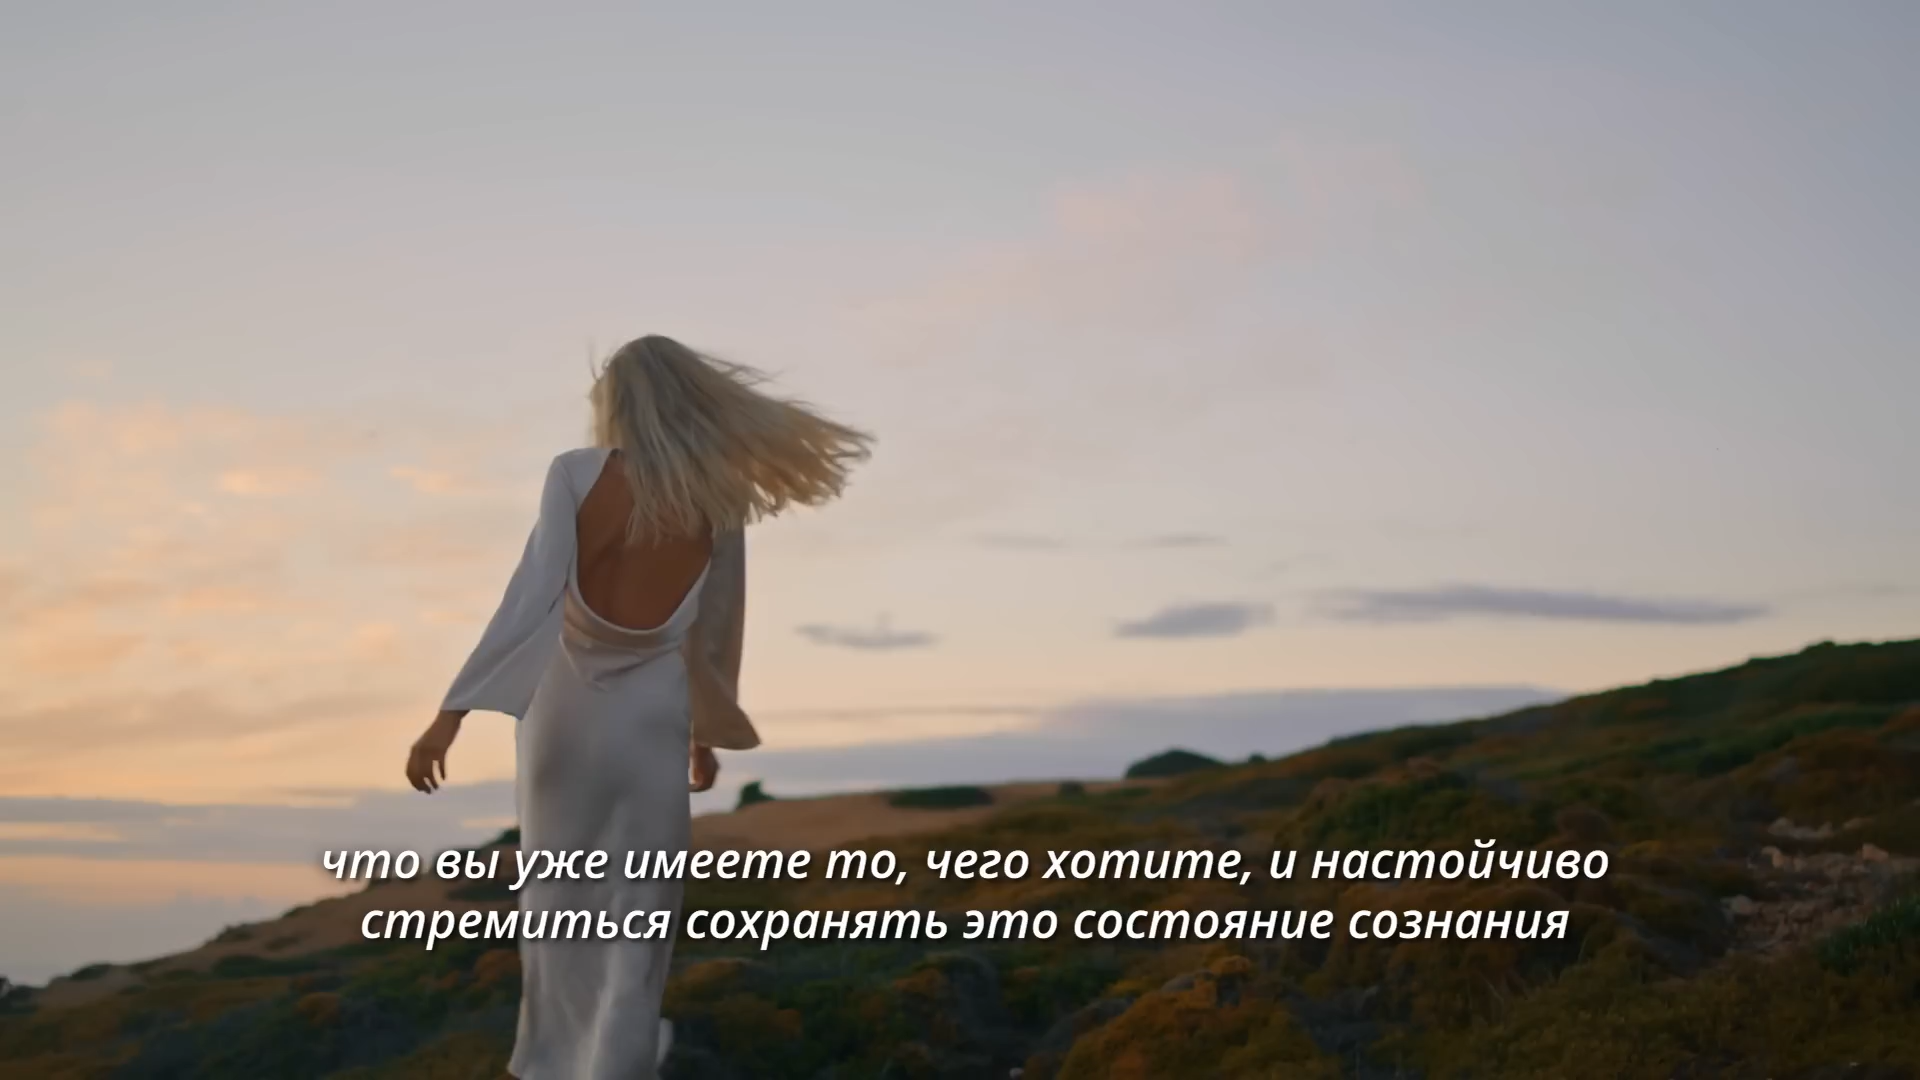 что вы уже имеете то, чего хотите, и настойчиво
стремиться сохранять это состояние сознания